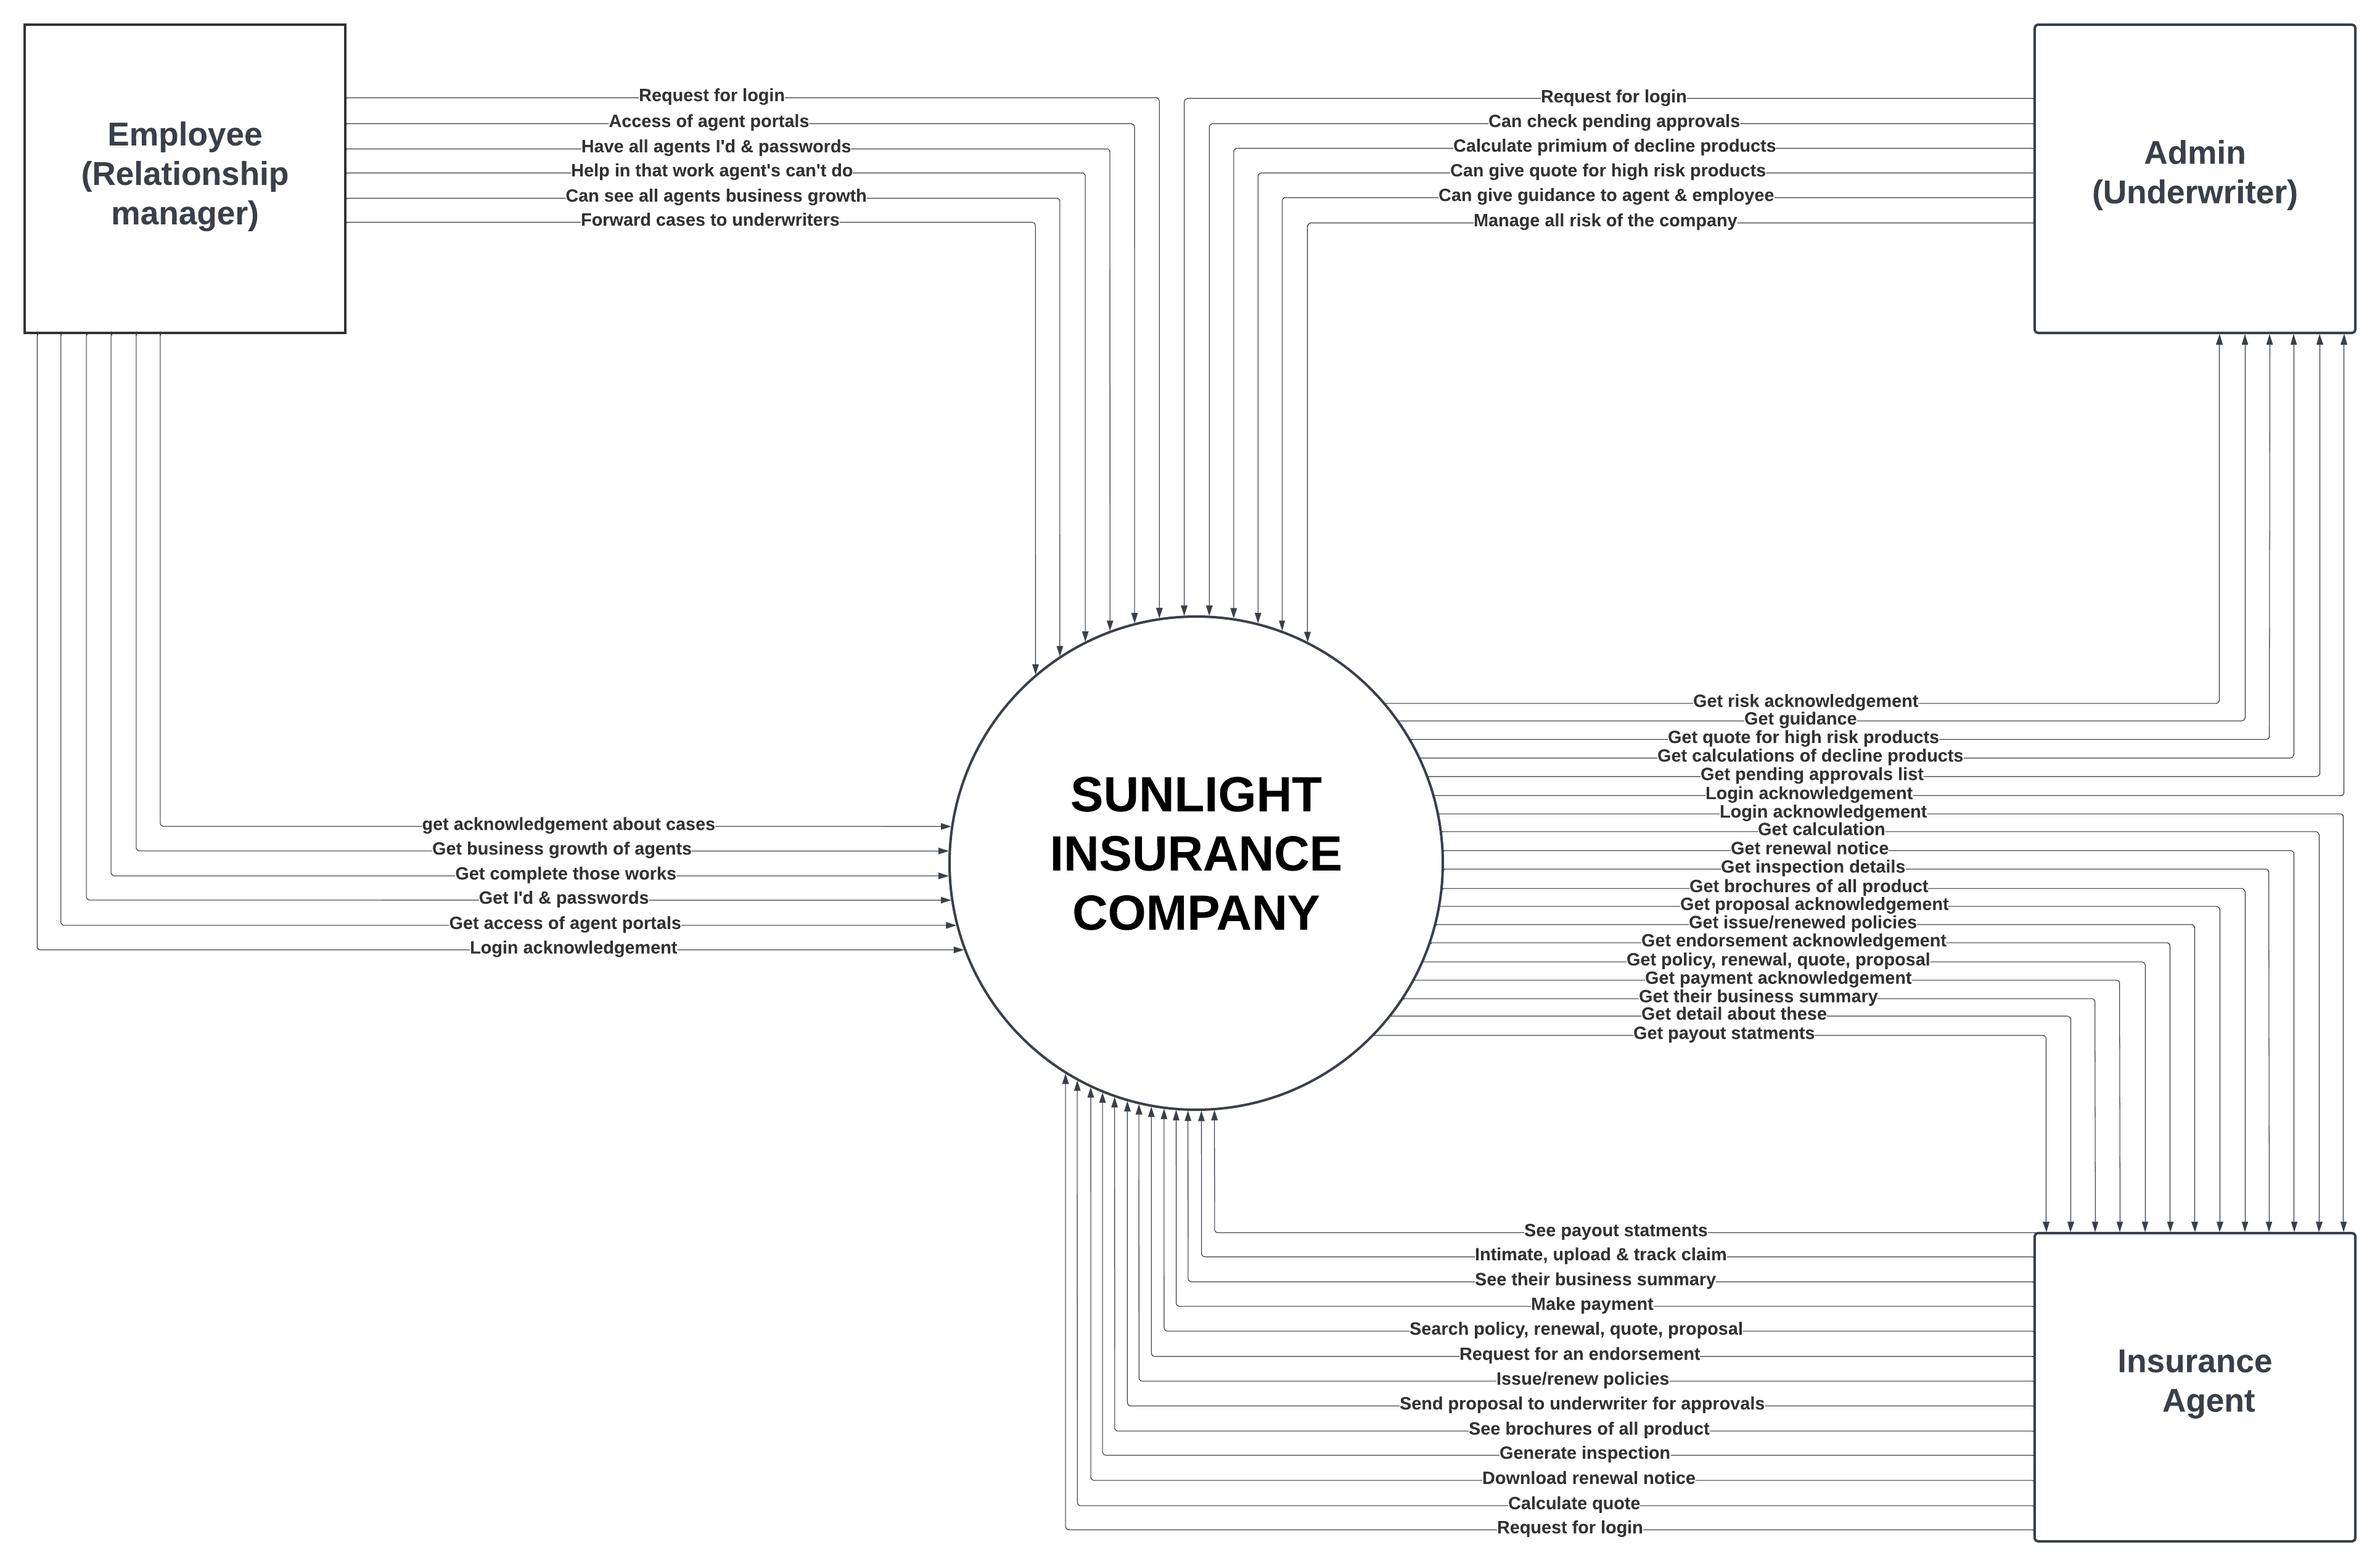 Employee
(Relationship
manager)
Request for login
Access of agent portals
Have all agents I'd & passwords
Help in that work agent's can't do
Can see all agents business growth
Forward cases to underwriters
Request for login
Can check pending approvals
Calculate primium of decline products
Can give quote for high risk products
Can give guidance to agent & employee
Manage all risk of the company
Admin
(Underwriter)
get acknowledgement about cases
Get business growth of agents
Get complete those works
Get I'd & passwords
Get access of agent portals
Login acknowledgement
SUNLIGHT
INSURANCE
COMPANY
Get risk acknowledgement
Get guidance
Get quote for high risk products
Get calculations of decline products
Get pending approvals list
Login acknowledgement
Login acknowledgement
Get calculation
Get renewal notice
Get inspection details
Get brochures of all product
Get proposal acknowledgement
Get issue/renewed policies
Get endorsement acknowledgement
Get policy, renewal, quote, proposal
Get payment acknowledgement
Get their business summary
Get detail about these
Get payout statments
See payout statments
Intimate, upload & track claim
See their business summary
Make payment
Search policy, renewal, quote, proposal
Request for an endorsement
Issue/renew policies
Send proposal to underwriter for approvals
See brochures of all product
Generate inspection
Download renewal notice
Calculate quote
Request for login
Insurance
Agent